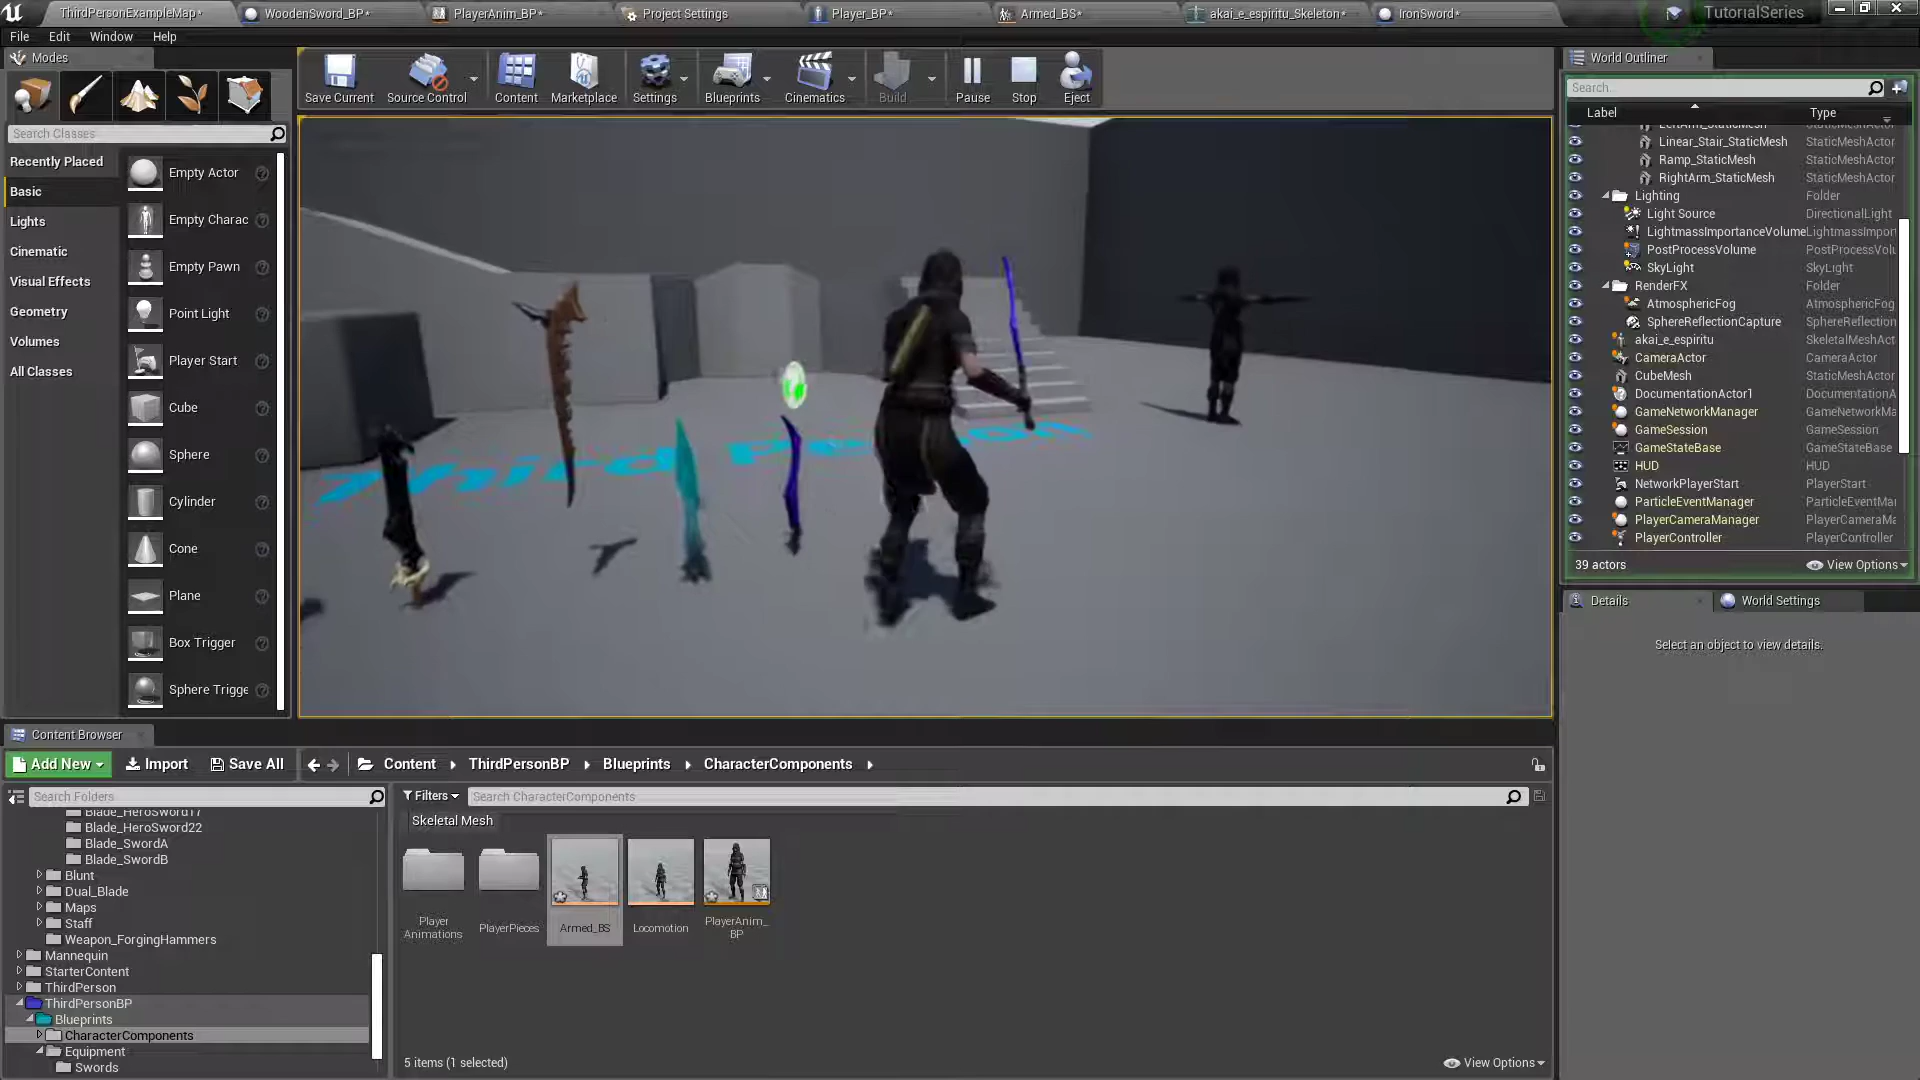 ThirdPersonExampleMap*
WoodenSword_BP*
PlayerAnim_BP*
Project Settings
Player_BP*
Armed_BS*
akai_e_espiritu_Skeleton*
IronSword*
TutorialSeries
File
Edit
Window
Help
Modes
Save Current
Source Control
Content
Marketplace
Settings
Blueprints
Cinematics
Build
Pause
Stop
Eject
Search Classes
Recently Placed
Basic
Lights
Cinematic
Visual Effects
Geometry
Volumes
All Classes
Empty Actor
Empty Charac
Empty Pawn
Point Light
Player Start
Cube
Sphere
Cylinder
Cone
Plane
Box Trigger
Sphere Trigge
Third Person
World Outliner
Search...
Label
Type
LeftArm_StaticMesh StaticMeshActor
Linear_Stair_StaticMesh StaticMeshActor
Ramp_StaticMesh StaticMeshActor
RightArm_StaticMesh StaticMeshActor
Lighting Folder
Light Source DirectionalLight
LightmassImportanceVolume LightmassImpor
PostProcessVolume PostProcessVolu
SkyLight SkyLight
RenderFX Folder
AtmosphericFog AtmosphericFog
SphereReflectionCapture SphereReflection
akai_e_espiritu SkeletalMeshAct
CameraActor CameraActor
CubeMesh StaticMeshActor
DocumentationActor1 DocumentationA
GameNetworkManager GameNetworkMa
GameSession GameSession
GameStateBase GameStateBase
HUD HUD
NetworkPlayerStart PlayerStart
ParticleEventManager ParticleEventMan
PlayerCameraManager PlayerCameraMa
PlayerController PlayerController
39 actors
View Options
Details
World Settings
Select an object to view details.
Content Browser
Add New
Import
Save All
Content
ThirdPersonBP
Blueprints
CharacterComponents
Search Folders
Filters
Search CharacterComponents
Skeletal Mesh
Blade_HeroSword17
Blade_HeroSword22
Blade_SwordA
Blade_SwordB
Blunt
Dual_Blade
Maps
Staff
Weapon_ForgingHammers
Mannequin
StarterContent
ThirdPerson
ThirdPersonBP
Blueprints
CharacterComponents
Equipment
Swords
Player
Animations
PlayerPieces
Armed_BS
Locomotion
PlayerAnim_
BP
5 items (1 selected)
View Options